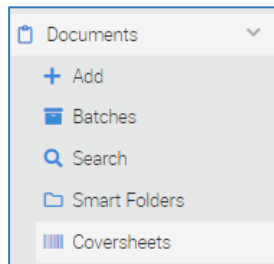 Documents
Add
Batches
Search
Smart Folders
Coversheets